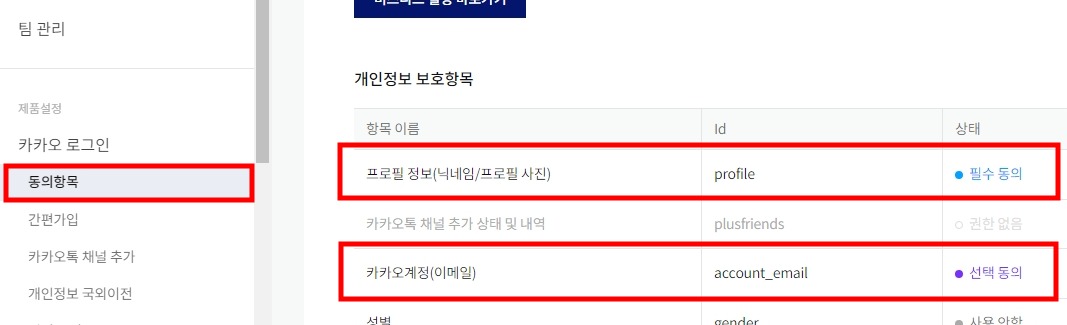 팀 관리
제품설정
카카오 로그인
동의항목
간편가입
카카오톡 채널 추가
개인정보 국외이전
개인정보 보호항목
항목 이름 Id 상태
프로필 정보(닉네임/프로필 사진) profile 필수 동의
카카오톡 채널 추가 상태 및 내역 plusfriends 권한 없음
카카오계정(이메일) account_email 선택 동의
성별 gender 사용 안함